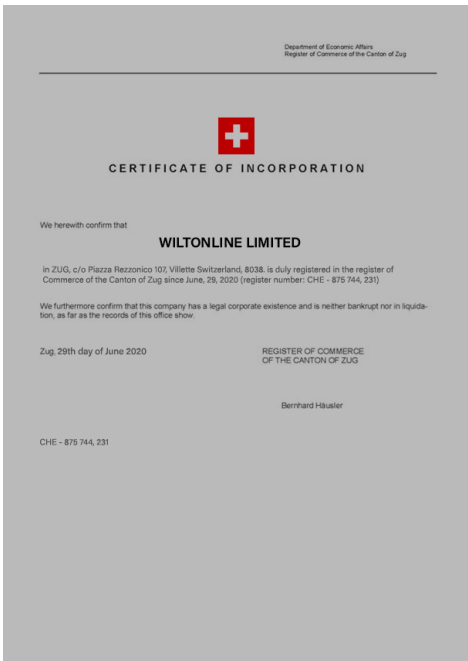 Department of Economic Affairs
Register of Commerce of the Canton of Zug
CERTIFICATE OF INCORPORATION
We herewith confirm that
WILTONLINE LIMITED
in ZUG, c/o Piazza Rezzonico 107, Villette Switzerland, 8038. is duly registered in the register of
Commerce of the Canton of Zug since June, 29, 2020 (register number: CHE - 875 744, 231)
We furthermore confirm that this company has a legal corporate existence and is neither bankrupt nor in liquida-
tion, as far as the records of this office show.
Zug, 29th day of June 2020
REGISTER OF COMMERCE
OF THE CANTON OF ZUG
Bernhard Häusler
CHE - 875 744, 231